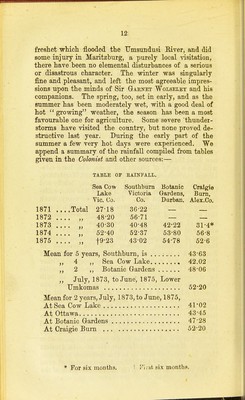 12
freshet which flooded the Umsundusi River, and did
some injury in Maritzburg, a purely local visitation,
there have been no elemental disturbances of a serious
or disastrous character. The winter was singularly
fine and pleasant, and left the most agreeable impres-
sions upon the minds of Sir GARNET WOLSELEY and his
companions. The spring, too, set in early, and as the
summer has been moderately wet, with a good deal of
hot "growing" weather, the season has been a most
favourable one for agriculture. Some severe thunder-
storms have visited the country, but none proved de-
structive last year. During the early part of the
summer a few very hot days were experienced. We
append a summary of the rainfall compiled from tables
given in the Colonist and other sources:—
TABLE OF RAINFALL.
Sea Cow Southburn Botanic Craigie
Lake Victoria Gardens, Burn,
Vic. Co. Co. Durban. Alex.Co.
1871 ....Total 27·18 36·22 — —
1872 .... „ 48·20 56·71 — —
1873 .... „ 40·30 40·48 42·22 31·4*
1874 .... „ 52·40 52·37 53·80 56·8
1875 .... „ †9·23 43·02 54·78 52·6
Mean for 5 years, Southburn, is ........ 43·63
„ 4 „ Sea Cow Lake....... 42.02
„ 2 „ Botanic Gardens ...... 48·06
„ July, 1873, to June, 1875, Lower
Umkomas .................... 52·20
Mean for 2 years, July, 1873, to June, 1875,
At Sea Cow Lake .................... 41·02
At Ottawa.......................... 43·45
At Botanic Gardens .................. 47·28
At Craigie Burn .................... 52·20
* For six months. † First six months.